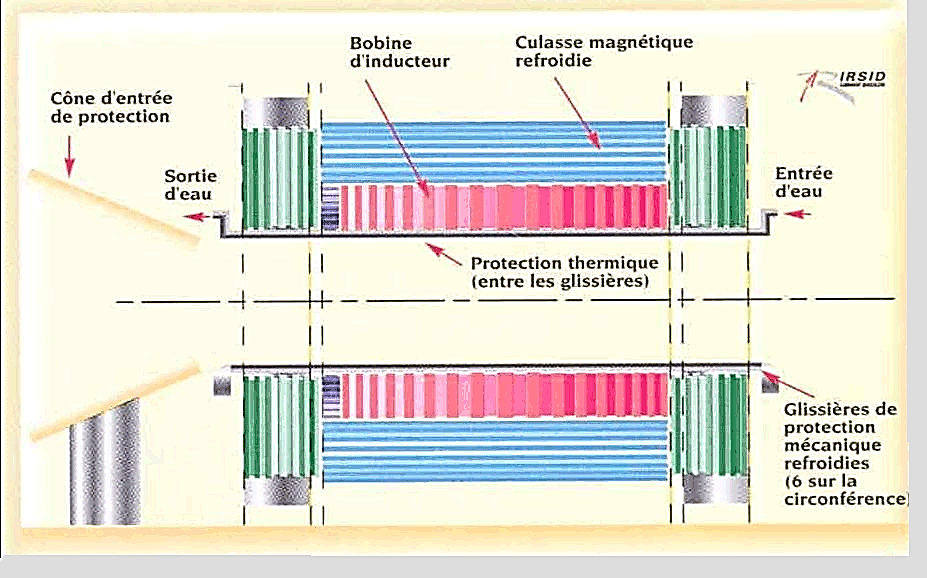 Bobine
d'inducteur
Culasse magnétique
refroidie
IRSID
Cône d'entrée
de protection
Sortie
d'eau
Entrée
d'eau
Protection thermique
(entre les glissières)
Glissières de
protection
mécanique
refroidies
(6 sur la
circonférence)